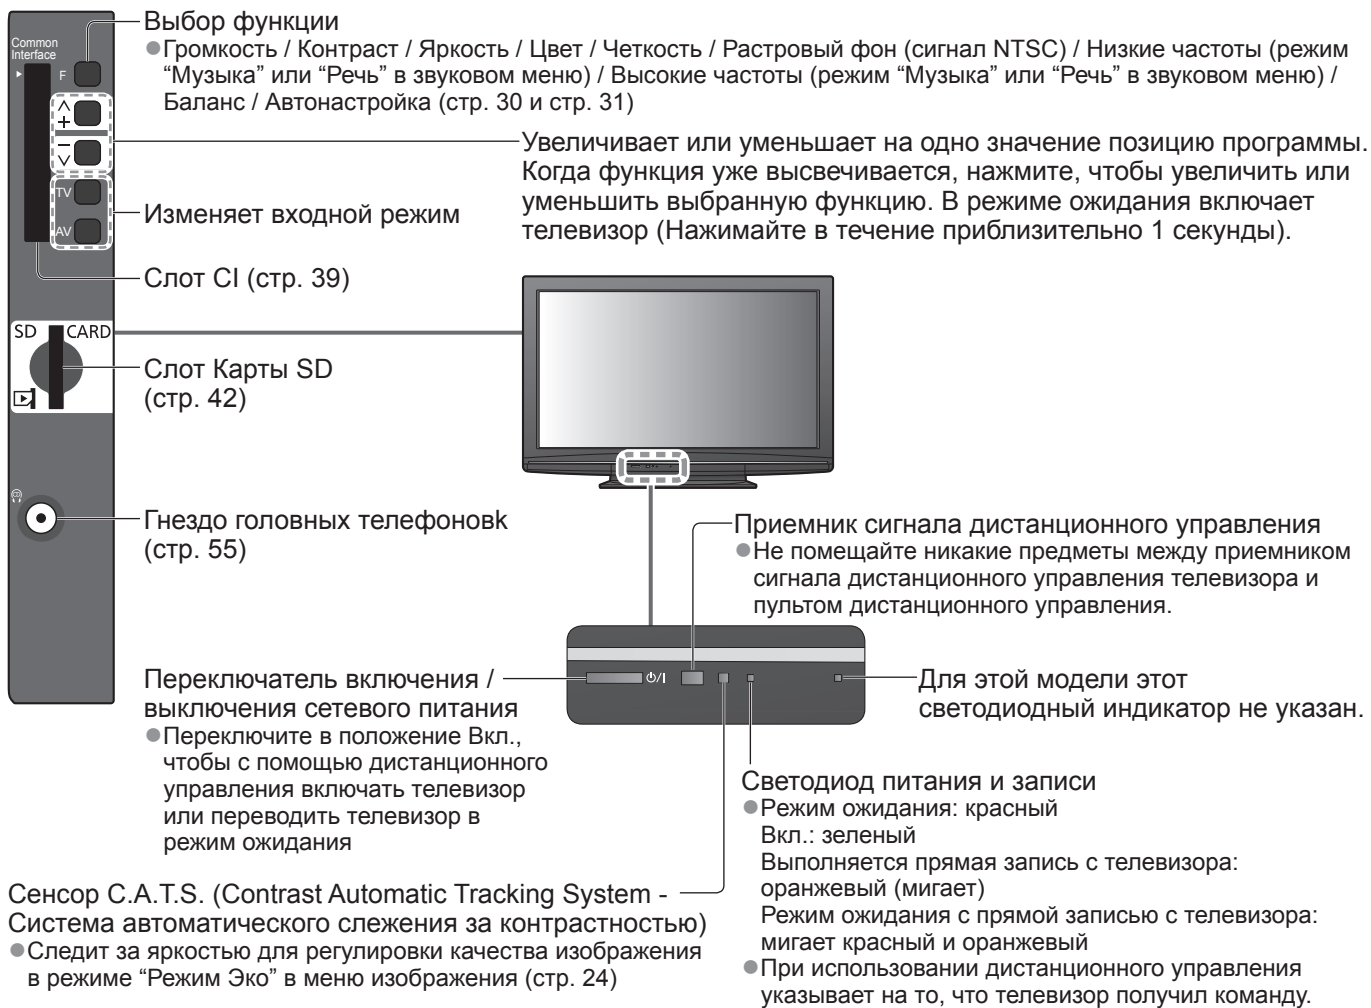 Выбор функции
●Громкость / Контраст / Яркость / Цвет / Четкость / Растровый фон (сигнал NTSC) / Низкие частоты (режим
“Музыка” или “Речь” в звуковом меню) / Высокие частоты (режим “Музыка” или “Речь” в звуковом меню) /
Баланс / Автонастройка (стр. 30 и стр. 31)
Common
Interface
F
Увеличивает или уменьшает на одно значение позицию программы.
Когда функция уже высвечивается, нажмите, чтобы увеличить или
уменьшить выбранную функцию. В режиме ожидания включает
телевизор (Нажимайте в течение приблизительно 1 секунды).
TV
AV
Изменяет входной режим
Слот CI (стр. 39)
SD CARD
Слот Карты SD
(стр. 42)
Гнездо головных телефоновk
(стр. 55)
Приемник сигнала дистанционного управления
●Не помещайте никакие предметы между приемником
сигнала дистанционного управления телевизора и
пультом дистанционного управления.
Переключатель включения /
выключения сетевого питания
●Переключите в положение Вкл.,
чтобы с помощью дистанционного
управления включать телевизор
или переводить телевизор в
режим ожидания
⏻/I
Для этой модели этот
светодиодный индикатор не указан.
Светодиод питания и записи
●Режим ожидания: красный
Вкл.: зеленый
Выполняется прямая запись с телевизора:
оранжевый (мигает)
Режим ожидания с прямой записью с телевизора:
мигает красный и оранжевый
●При использовании дистанционного управления
указывает на то, что телевизор получил команду.
Сенсор C.A.T.S. (Contrast Automatic Tracking System -
Система автоматического слежения за контрастностью)
●Следит за яркостью для регулировки качества изображения
в режиме “Режим Эко” в меню изображения (стр. 24)